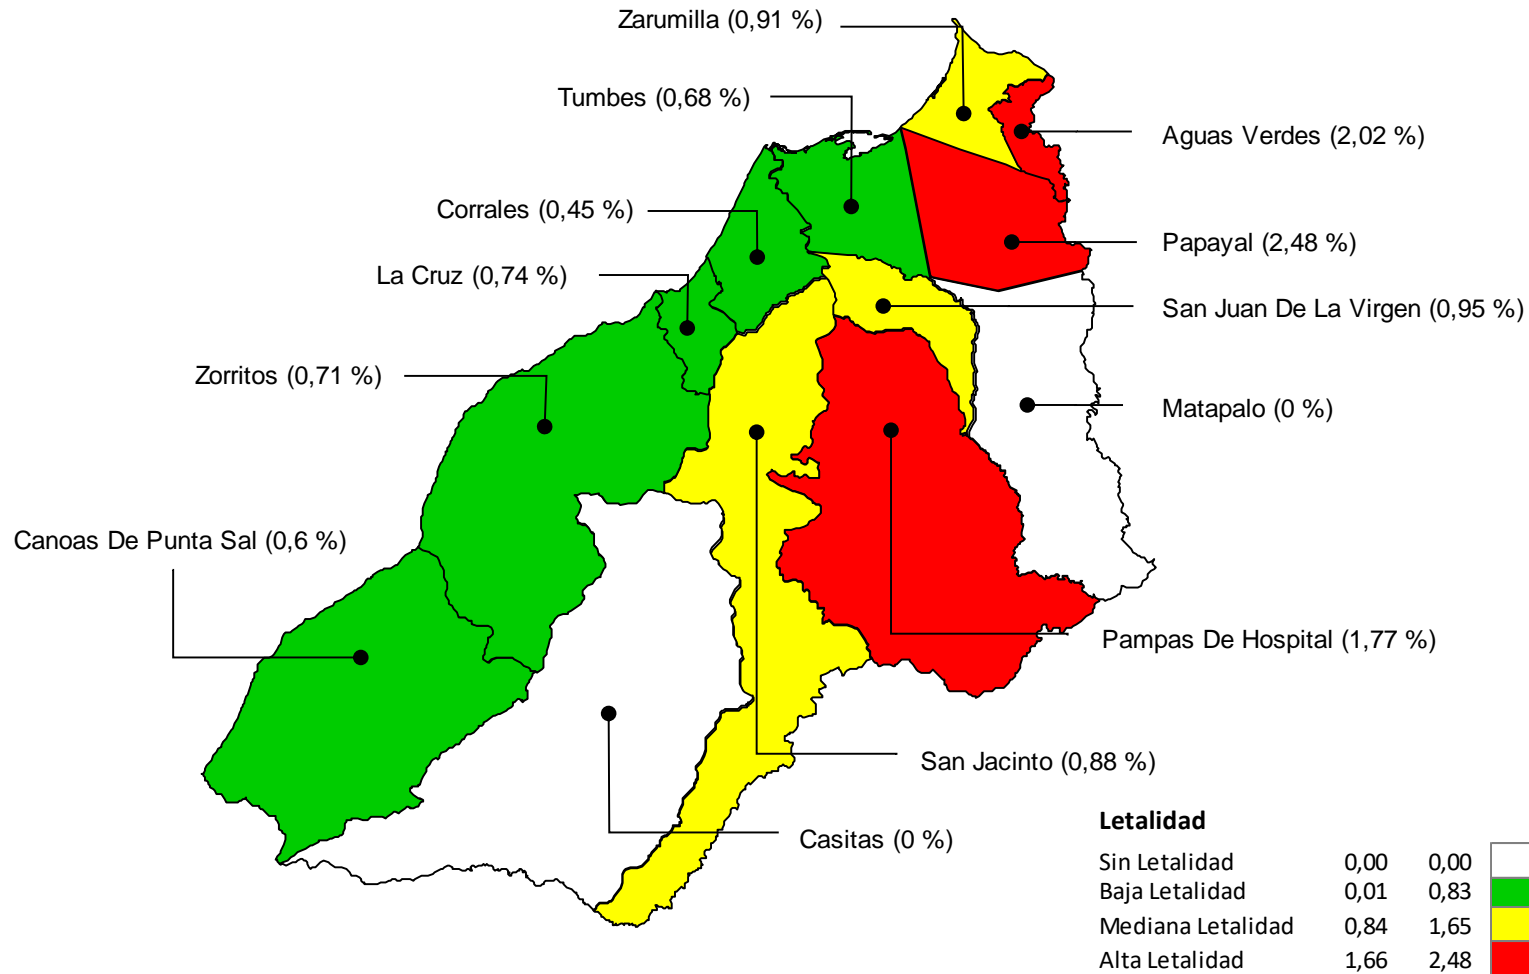 Zarumilla (0,91 %)
Tumbes (0,68 %)
Aguas Verdes (2,02 %)
Corrales (0,45 %)
Papayal (2,48 %)
La Cruz (0,74 %)
San Juan De La Virgen (0,95 %)
Zorritos (0,71 %)
Matapalo (0 %)
Canoas De Punta Sal (0,6 %)
Pampas De Hospital (1,77 %)
San Jacinto (0,88 %)
Casitas (0 %)
Letalidad
Sin Letalidad 0,00 0,00
Baja Letalidad 0,01 0,83
Mediana Letalidad 0,84 1,65
Alta Letalidad 1,66 2,48